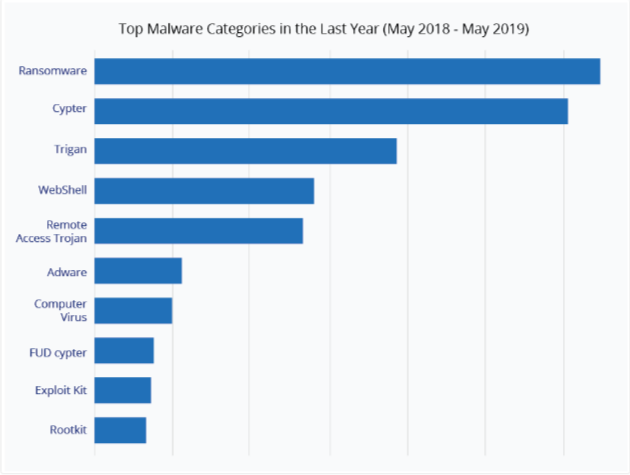 Top Malware Categories in the Last Year (May 2018 - May 2019)
Ransomware
Cypter
Trigan
WebShell
Remote
Access Trojan
Adware
Computer
Virus
FUD cypter
Exploit Kit
Rootkit